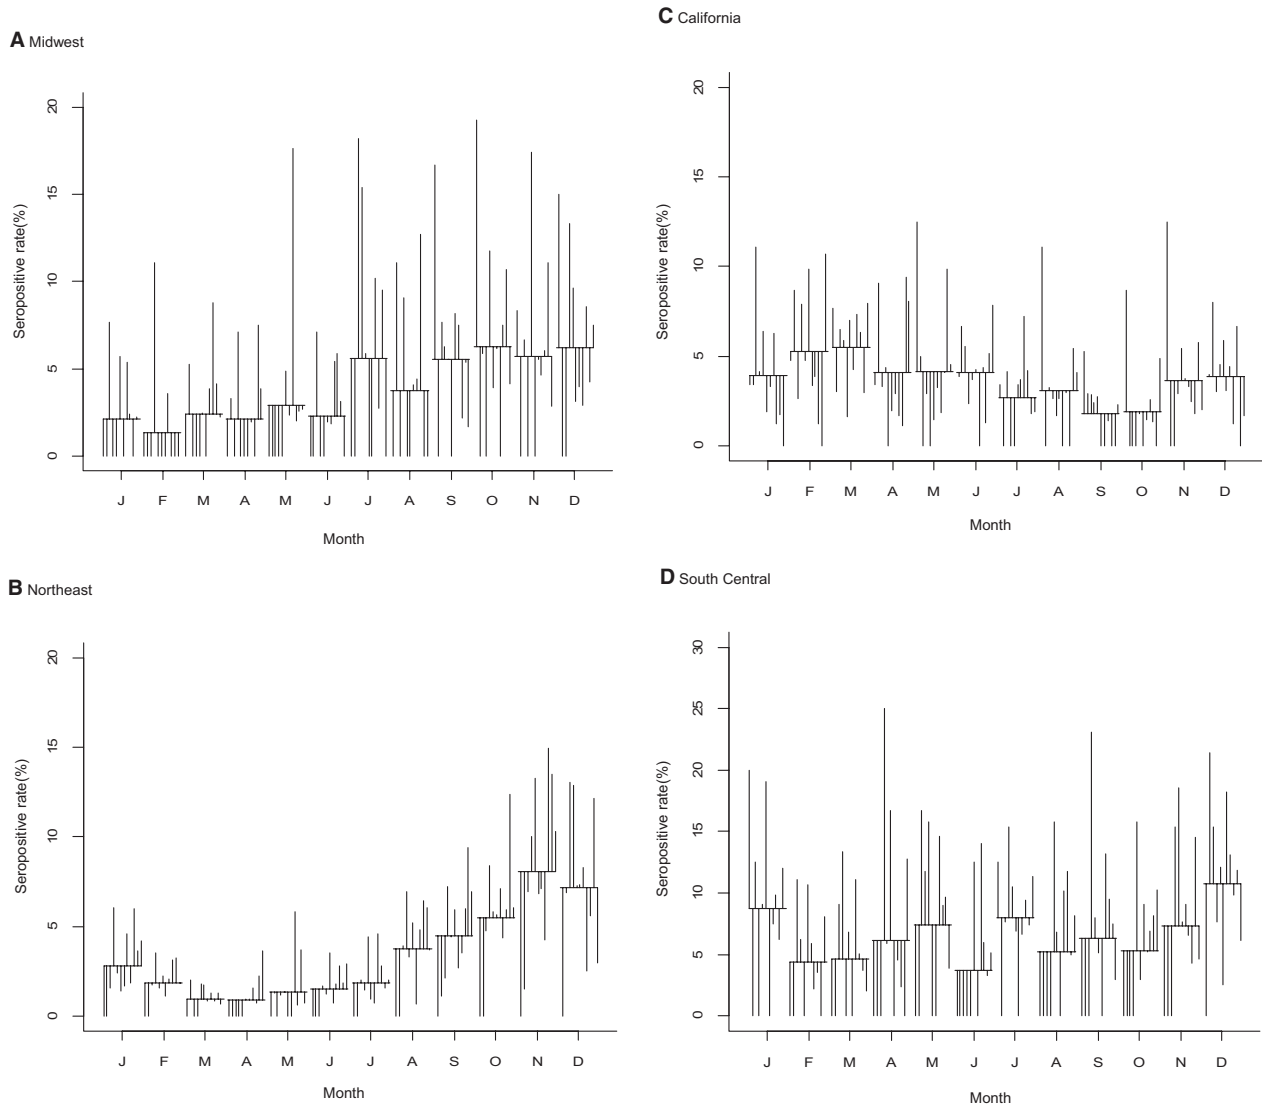 A Midwest
20
15
10
5
0
Seropositive rate(%)
J F M A M J J A S O N D
Month
B Northeast
20
15
10
5
0
Seropositive rate(%)
J F M A M J J A S O N D
Month
C California
20
15
10
5
0
Seropositive rate(%)
J F M A M J J A S O N D
Month
D South Central
30
25
20
15
10
5
0
Seropositive rate(%)
J F M A M J J A S O N D
Month